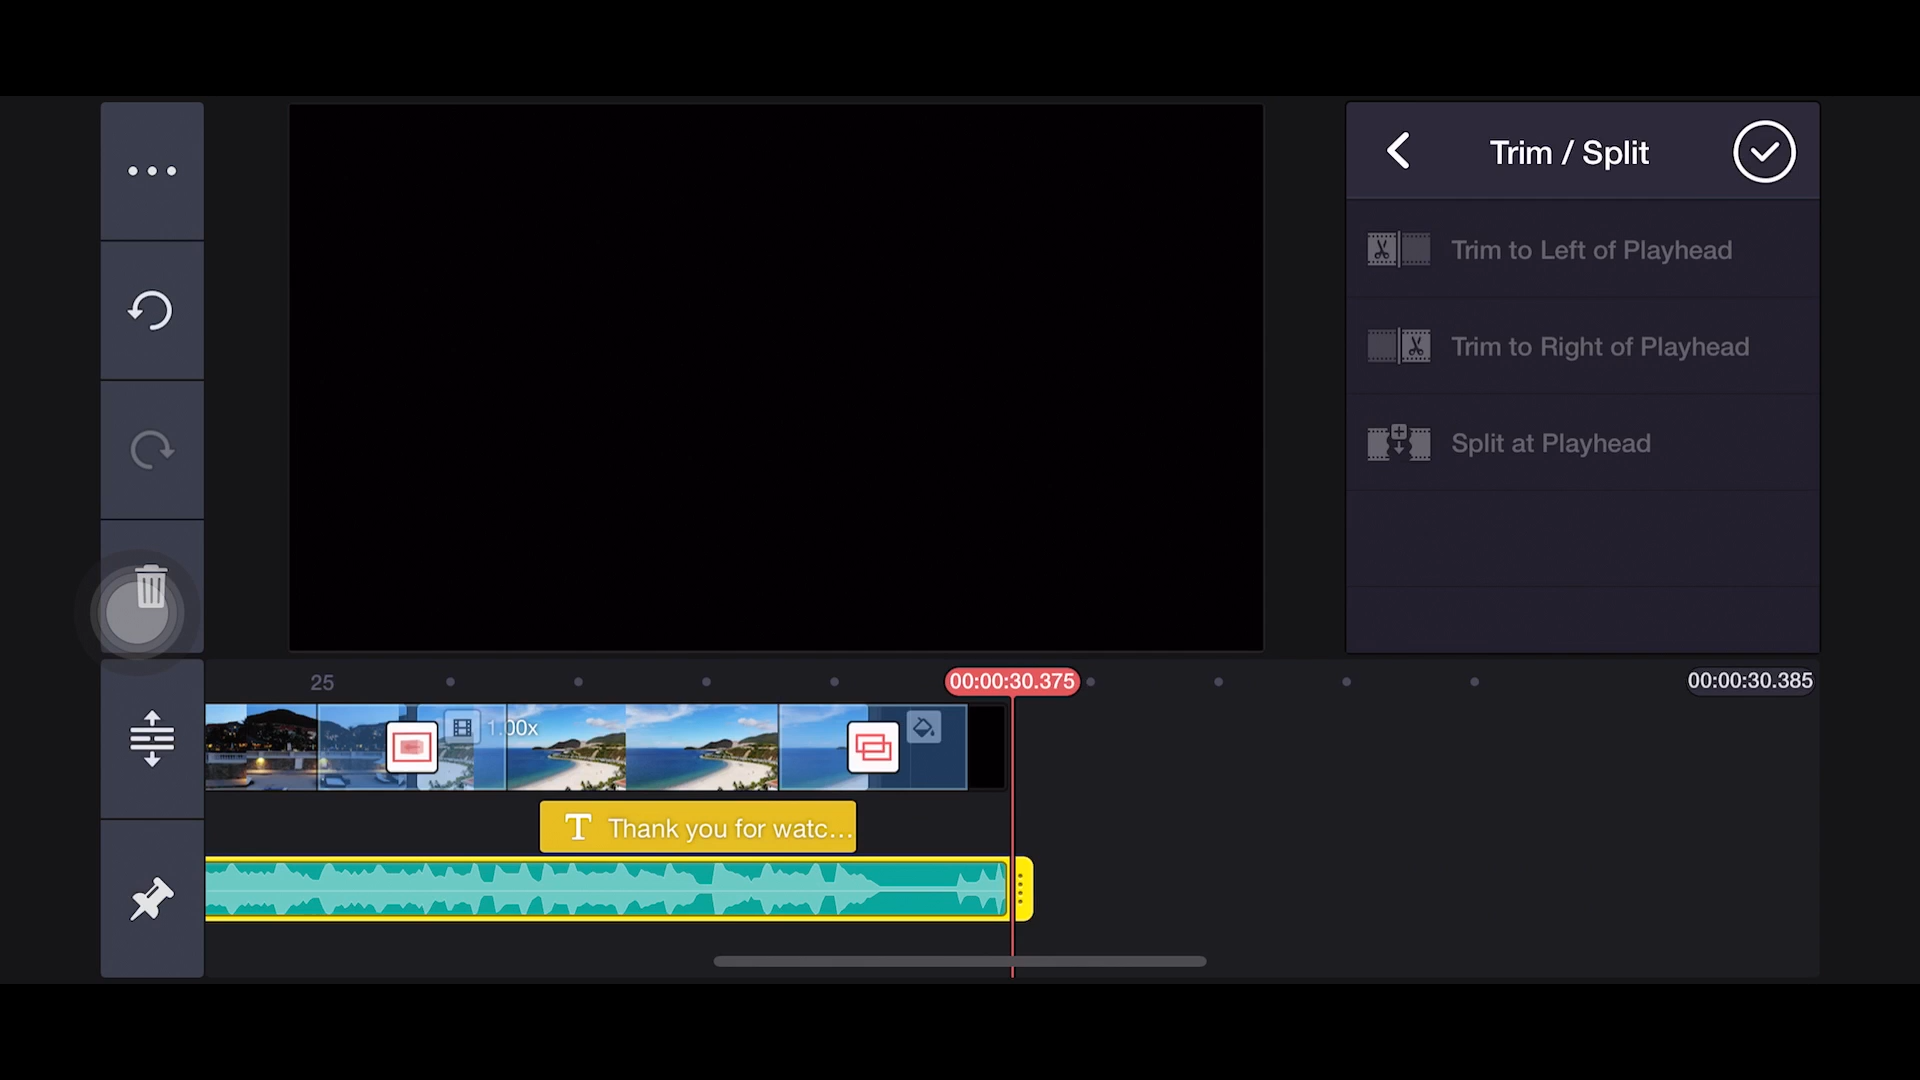 Trim / Split
Trim to Left of Playhead
Trim to Right of Playhead
Split at Playhead
25
00:00:30.375
00:00:30.385
1.00x
T Thank you for watc...